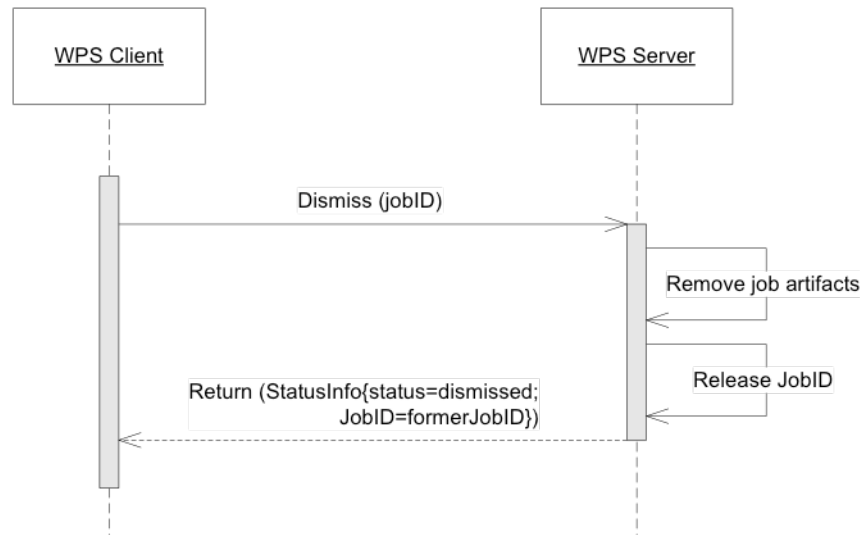 WPS Client
WPS Server
Dismiss (jobID)
Remove job artifacts
Release JobID
Return (StatusInfo{status=dismissed;
JobID=formerJobID})